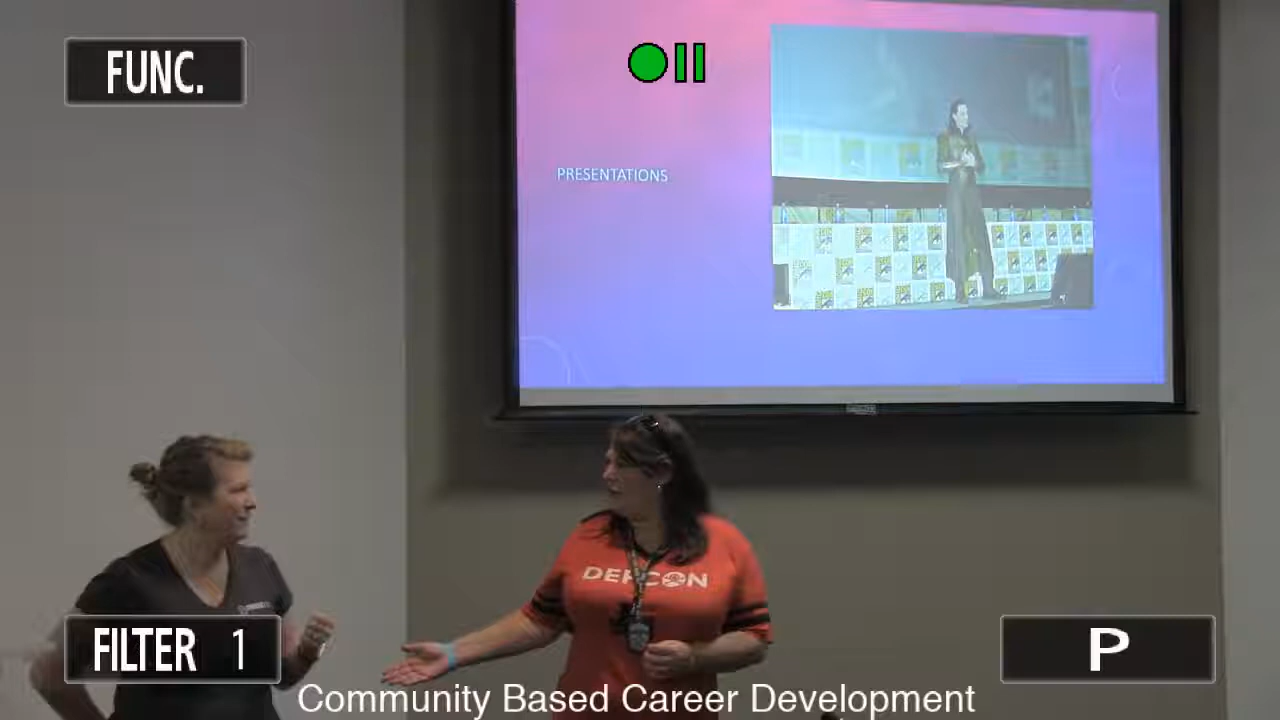 FUNC.
PRESENTATIONS
DEFCON
FILTER 1
P
Community Based Career Development